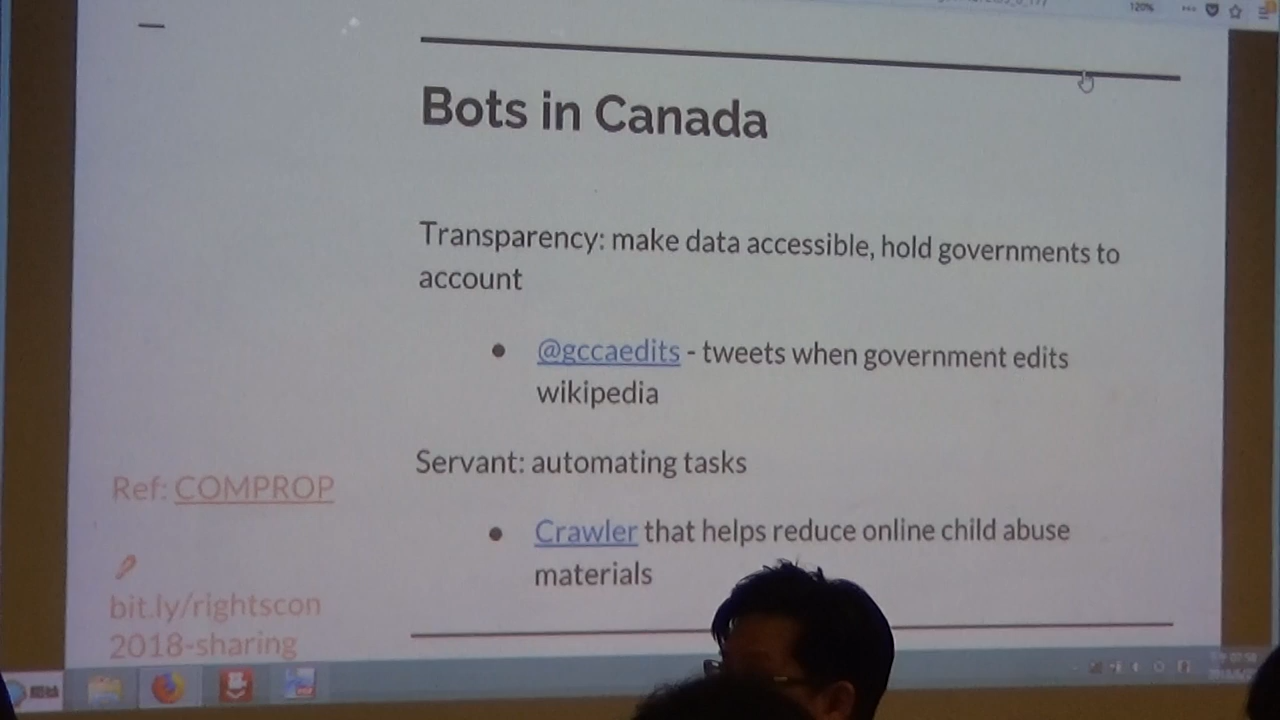 120%
Bots in Canada
Transparency: make data accessible, hold governments to
account
@gccaedits - tweets when government edits
wikipedia
Servant: automating tasks
Crawler that helps reduce online child abuse
materials
Ref: COMPROP
bit.ly/rightscon
2018-sharing